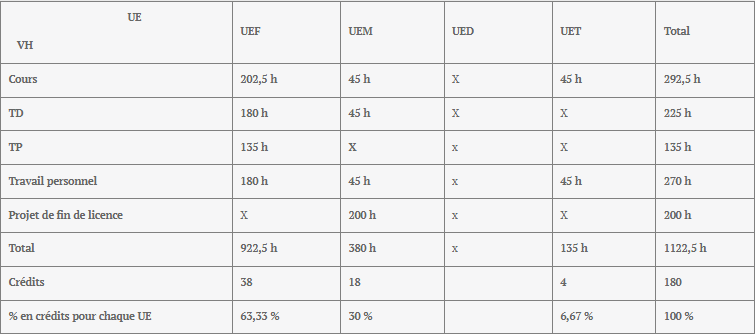 UE
VH
UEF UEM UED UET Total
Cours 202,5 h 45 h X 45 h 292,5 h
TD 180 h 45 h X X 225 h
TP 135 h X x X 135 h
Travail personnel 180 h 45 h x 45 h 270 h
Projet de fin de licence X 200 h x X 200 h
Total 922,5 h 380 h x 135 h 1122,5 h
Crédits 38 18 4 180
% en crédits pour chaque UE 63,33 % 30 % 6,67 % 100 %